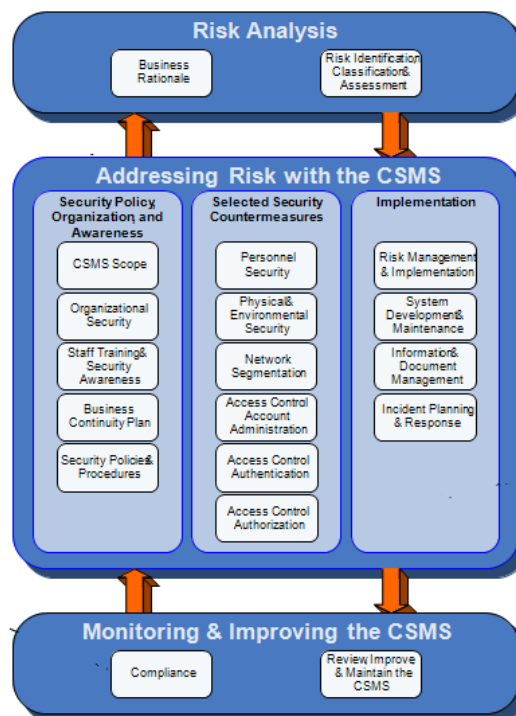 Risk Analysis
Business
Rationale
Risk Identification
Classification&
Assessment
Addressing Risk with the CSMS
Security Policy,
Organization, and
Awareness
CSMS Scope
Organizational
Security
Staff Training&
Security
Awareness
Business
Continuity Plan
Security Policies&
Procedures
Selected Security
Countermeasures
Personnel
Security
Physical&
Environmental
Security
Network
Segmentation
Access Control
Account
Administration
Access Control
Authentication
Access Control
Authorization
Implementation
Risk Management
& Implementation
System
Development&
Maintenance
Information&
Document
Management
Incident Planning
& Response
Monitoring & Improving the CSMS
Compliance
Review, Improve
& Maintain the
CSMS